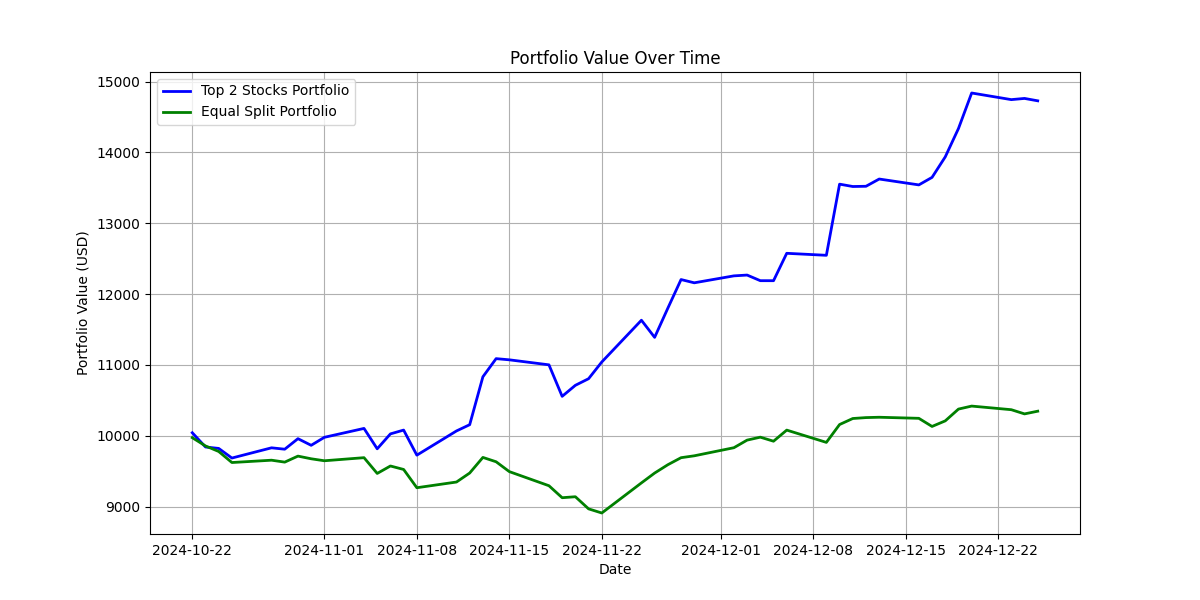 Portfolio Value Over Time
Top 2 Stocks Portfolio
Equal Split Portfolio
Portfolio Value (USD)
15000
14000
13000
12000
11000
10000
9000
2024-10-22 2024-11-01 2024-11-08 2024-11-15 2024-11-22 2024-12-01 2024-12-08 2024-12-15 2024-12-22
Date